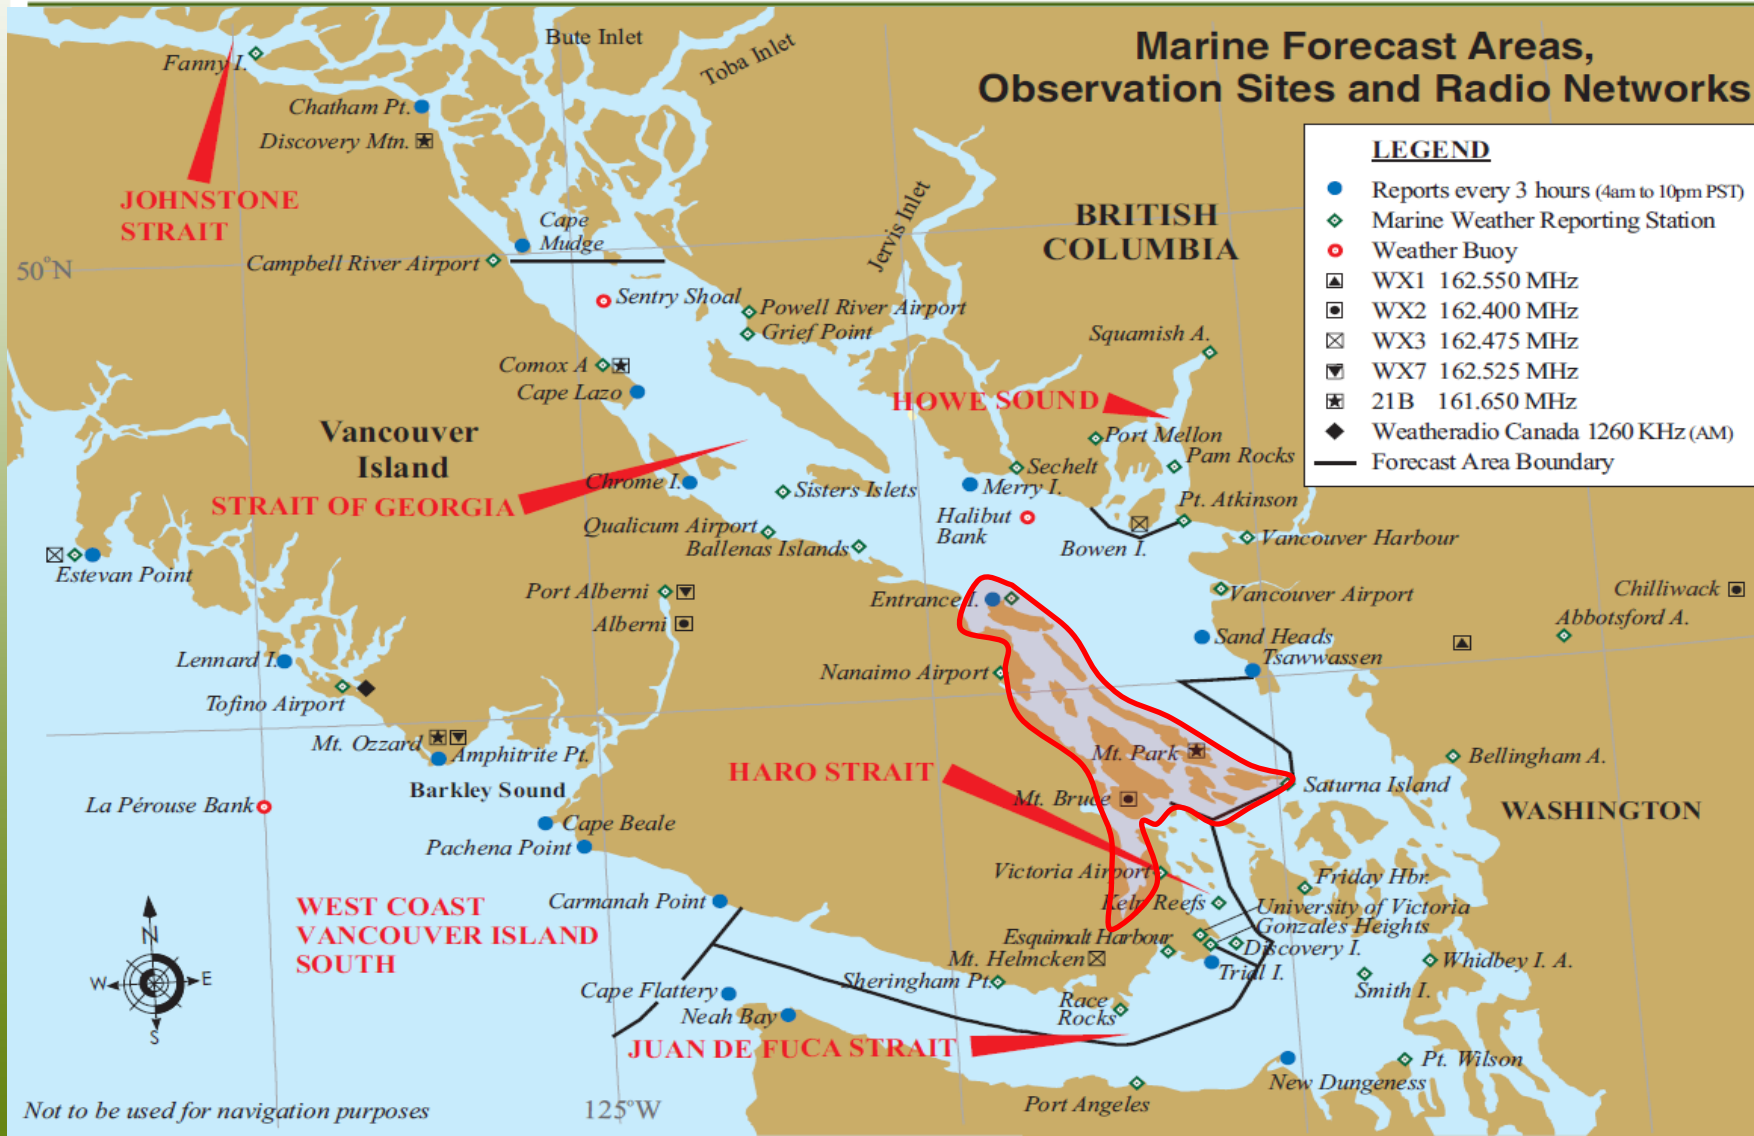 Marine Forecast Areas,
Observation Sites and Radio Networks
LEGEND
Reports every 3 hours (4am to 10pm PST)
Marine Weather Reporting Station
Weather Buoy
WX1 162.550 MHz
WX2 162.400 MHz
WX3 162.475 MHz
WX7 162.525 MHz
21B 161.650 MHz
Weatheradio Canada 1260 KHz (AM)
Forecast Area Boundary
Bute Inlet
Toba Inlet
Fanny I.
Chatham Pt.
Discovery Mtn.
JOHNSTONE
STRAIT
Cape
Mudge
Jervis Inlet
BRITISH
COLUMBIA
50°N
Campbell River Airport
Sentry Shoal
Powell River Airport
Grief Point
Squamish A.
Comox A
Cape Lazo
HOWE SOUND
Vancouver
Island
Port Mellon
Pam Rocks
Sechelt
Chrome I.
STRAIT OF GEORGIA
Sisters Islets
Merry I.
Pt. Atkinson
Halibut
Bank
Qualicum Airport
Ballenas Islands
Bowen I.
Vancouver Harbour
Estevan Point
Port Alberni
Alberni
Entrance I.
Vancouver Airport
Chilliwack
Abbotsford A.
Sand Heads
Tsawwassen
Lennard I.
Nanaimo Airport
Tofino Airport
Mt. Ozzard
Amphitrite Pt.
Mt. Park
Bellingham A.
HARO STRAIT
Saturna Island
Barkley Sound
La Pérouse Bank
Mt. Bruce
WASHINGTON
Cape Beale
Pachena Point
Victoria Airport
Friday Hbr.
Carmanah Point
Kelp Reefs
University of Victoria
Gonzales Heights
WEST COAST
VANCOUVER ISLAND
SOUTH
Esquimalt Harbour
Discovery I.
Mt. Helmcken
Whidbey I. A.
N
W
E
S
Sheringham Pt.
Trial I.
Smith I.
Cape Flattery
Race
Rocks
Neah Bay
JUAN DE FUCA STRAIT
Pt. Wilson
New Dungeness
Port Angeles
Not to be used for navigation purposes
125°W